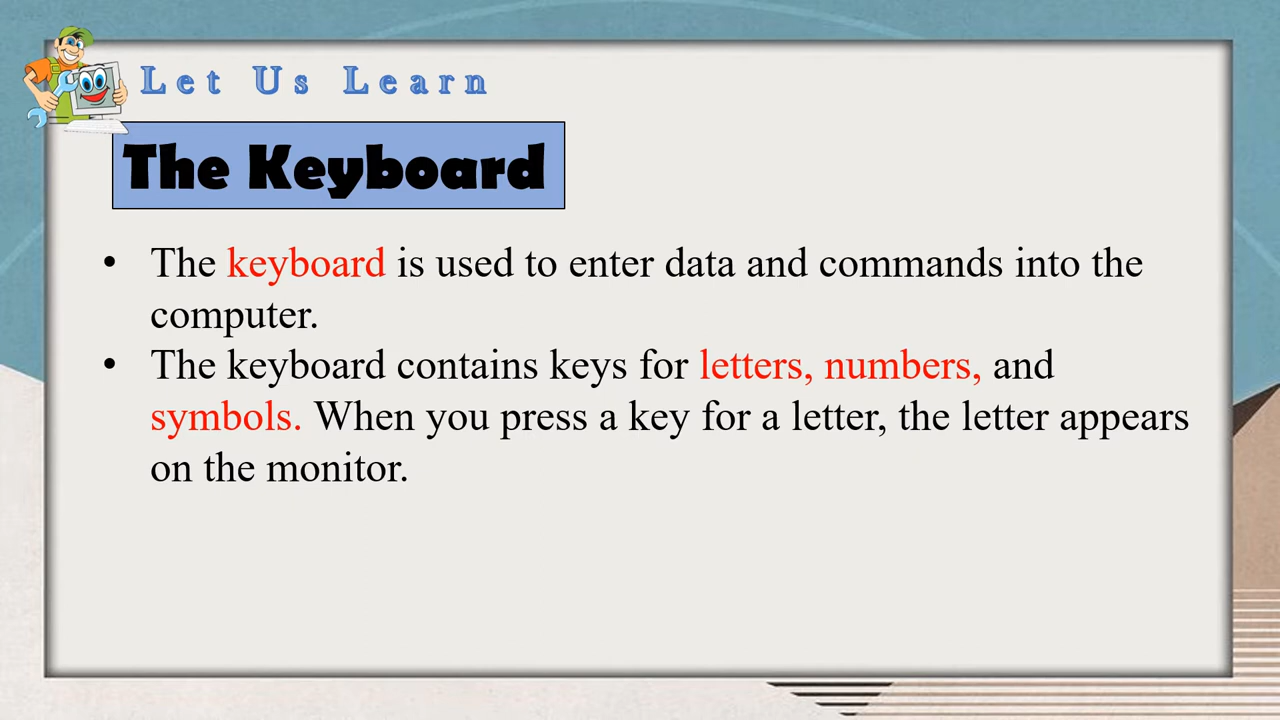 Let Us Learn
The Keyboard
• The keyboard is used to enter data and commands into the
computer.
• The keyboard contains keys for letters, numbers, and
symbols. When you press a key for a letter, the letter appears
on the monitor.